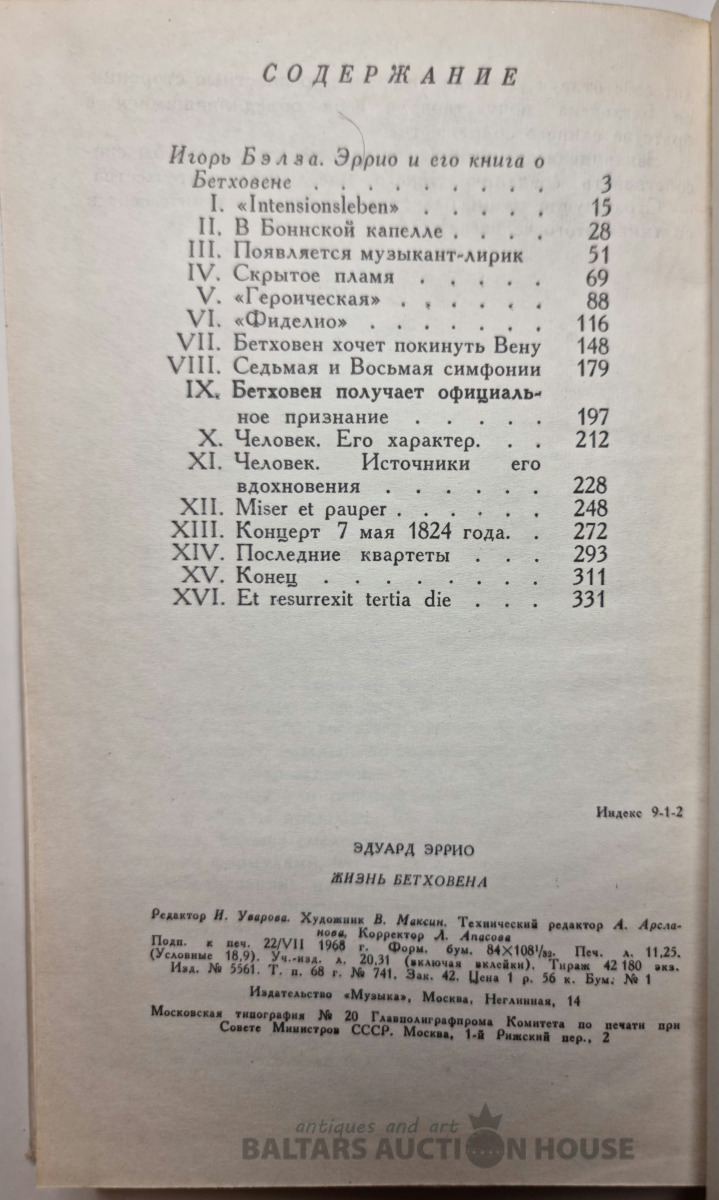 СОДЕРЖАНИЕ
Игорь Бэлза. Эррио и его книга о
Бетховене . . . . . . . . . 3
I. «Intensionsleben» . . . . . 15
II. В Боннской капелле . . . . 28
III. Появляется музыкант-лирик 51
IV. Скрытое пламя . . . . . 69
V. «Героическая» . . . . . . 88
VI. «Фиделио» . . . . . . . 116
VII. Бетховен хочет покинуть Вену 148
VIII. Седьмая и Восьмая симфонии 179
IX. Бетховен получает официаль-
ное признание . . . . . 197
X. Человек. Его характер. . . 212
XI. Человек. Источники его
вдохновения . . . . . . 228
XII. Miser et pauper . . . . . . 248
XIII. Концерт 7 мая 1824 года. . 272
XIV. Последние квартеты . . . 293
XV. Конец . . . . . . . . 311
XVI. Et resurrexit tertia die . . . 331
Индекс 9-1-2
ЭДУАРД ЭРРИО
ЖИЗНЬ БЕТХОВЕНА
Редактор И. Уварова. Художник В. Максин. Технический редактор А. Арсла-
нова. Корректор Л. Апасова
Подп. к печ. 22/VII 1968 г. Форм. бум. 84×108¹/₃₂. Печ. л. 11,25.
(Условные 18,9). Уч.-изд. л. 20,31 (включая вклейки). Тираж 42 180 экз.
Изд. № 5561. Т. п. 68 г. № 741. Зак. 42. Цена 1 р. 56 к. Бум. № 1
Издательство «Музыка», Москва, Неглинная, 14
Московская типография № 20 Главполиграфпрома Комитета по печати при
Совете Министров СССР. Москва, 1-й Рижский пер., 2
antiques and art
BALTARS AUCTION HOUSE